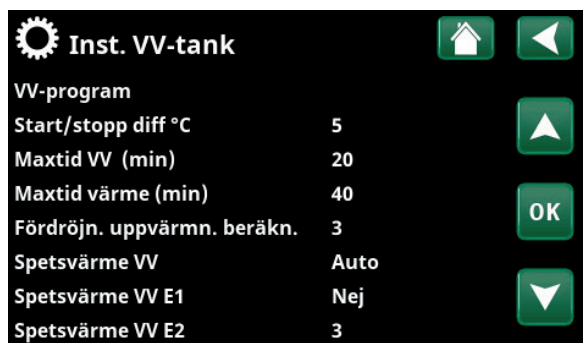 Inst. VV-tank
VV-program
Start/stopp diff °C 5
Maxtid VV (min) 20
Maxtid värme (min) 40
Fördröjn. uppvärmn. beräkn. 3
Spetsvärme VV Auto
Spetsvärme VV E1 Nej
Spetsvärme VV E2 3
OK